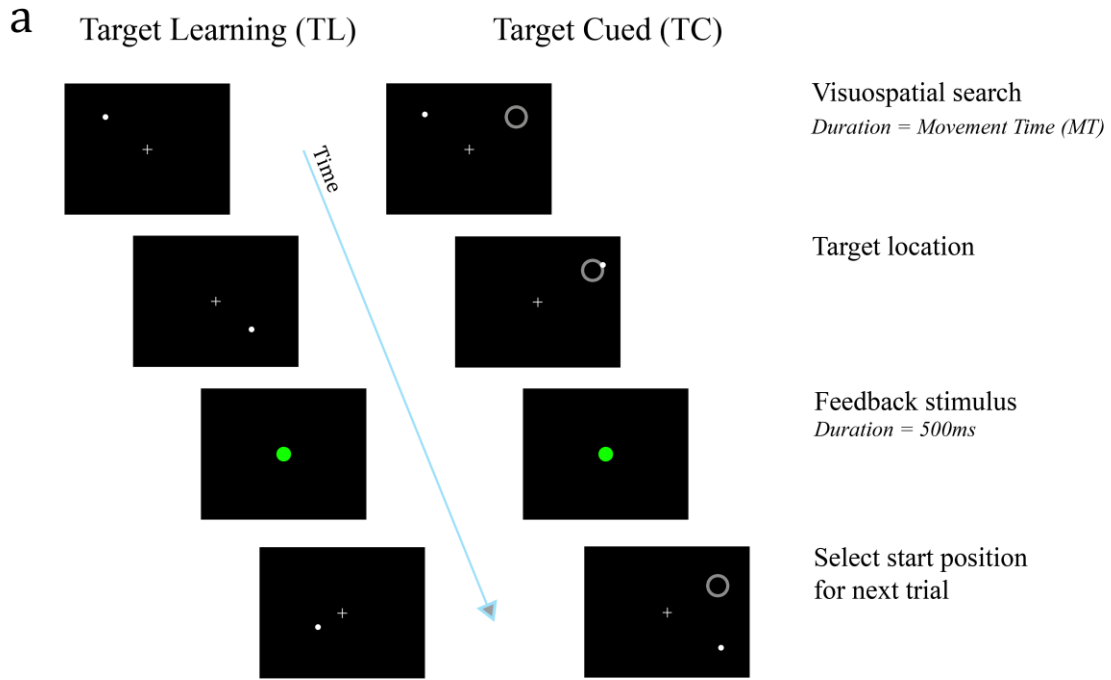 a
Target Learning (TL)
Target Cued (TC)
Visuospatial search
Duration = Movement Time (MT)
Time
Target location
Feedback stimulus
Duration = 500ms
Select start position
for next trial